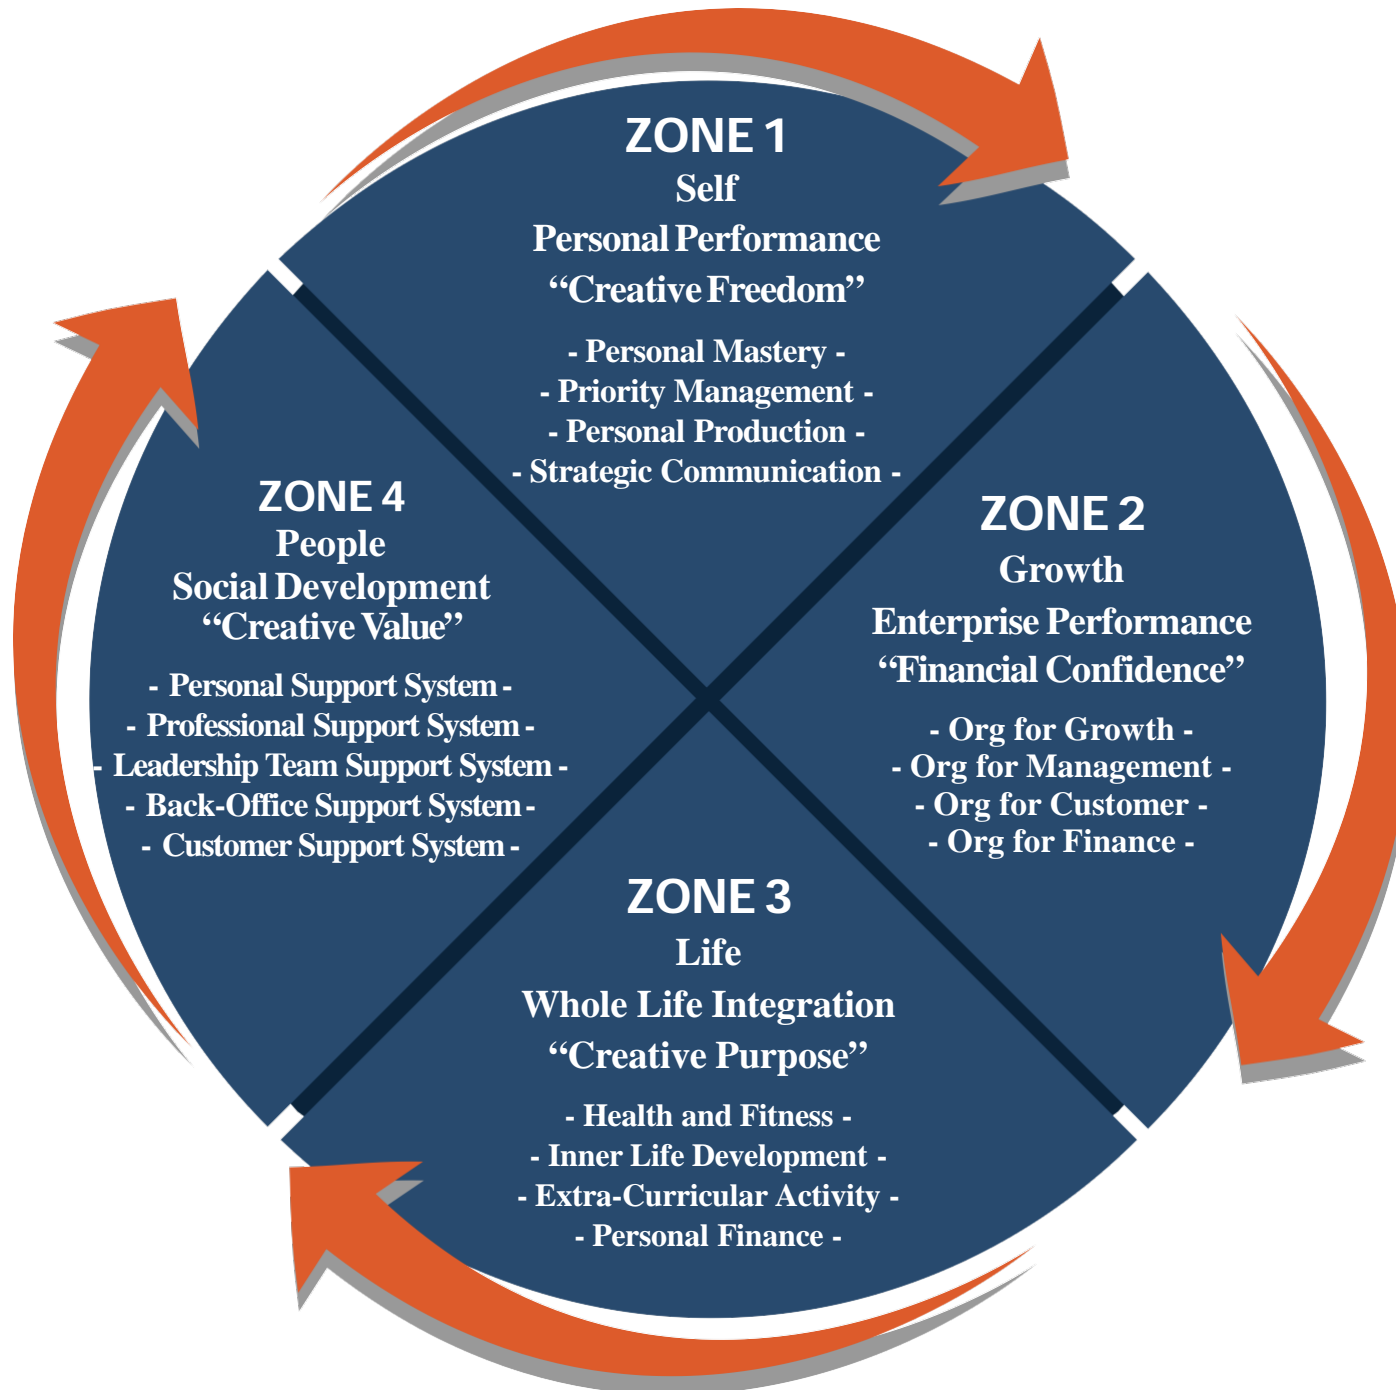 ZONE 1
Self
Personal Performance
“Creative Freedom”
- Personal Mastery -
- Priority Management -
- Personal Production -
- Strategic Communication -
ZONE 2
Growth
Enterprise Performance
“Financial Confidence”
- Org for Growth -
- Org for Management -
- Org for Customer -
- Org for Finance -
ZONE 3
Life
Whole Life Integration
“Creative Purpose”
- Health and Fitness -
- Inner Life Development -
- Extra-Curricular Activity -
- Personal Finance -
ZONE 4
People
Social Development
“Creative Value”
- Personal Support System -
- Professional Support System -
- Leadership Team Support System -
- Back-Office Support System -
- Customer Support System -